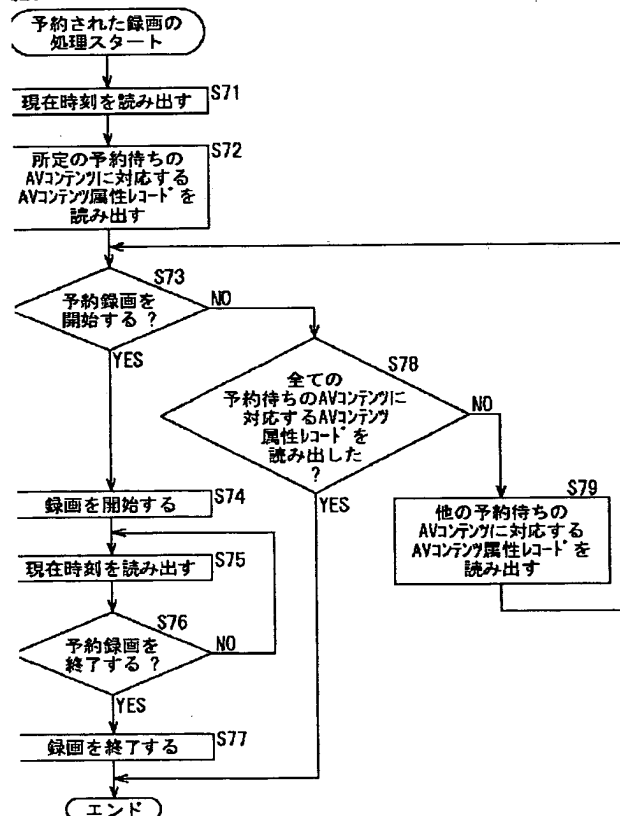 予約された録画の
処理スタート
S71
現在時刻を読み出す
S72
所定の予約待ちの
AVコンテンツに対応する
AVコンテンツ属性レコードを
読み出す
S73
予約録画を
開始する ?
NO
YES
S78
全ての
予約待ちのAVコンテンツに
対応するAVコンテンツ
属性レコードを
読み出した
?
NO
YES
S79
他の予約待ちの
AVコンテンツに対応する
AVコンテンツ属性レコードを
読み出す
S74
録画を開始する
S75
現在時刻を読み出す
S76
予約録画を
終了する ?
NO
YES
S77
録画を終了する
エンド